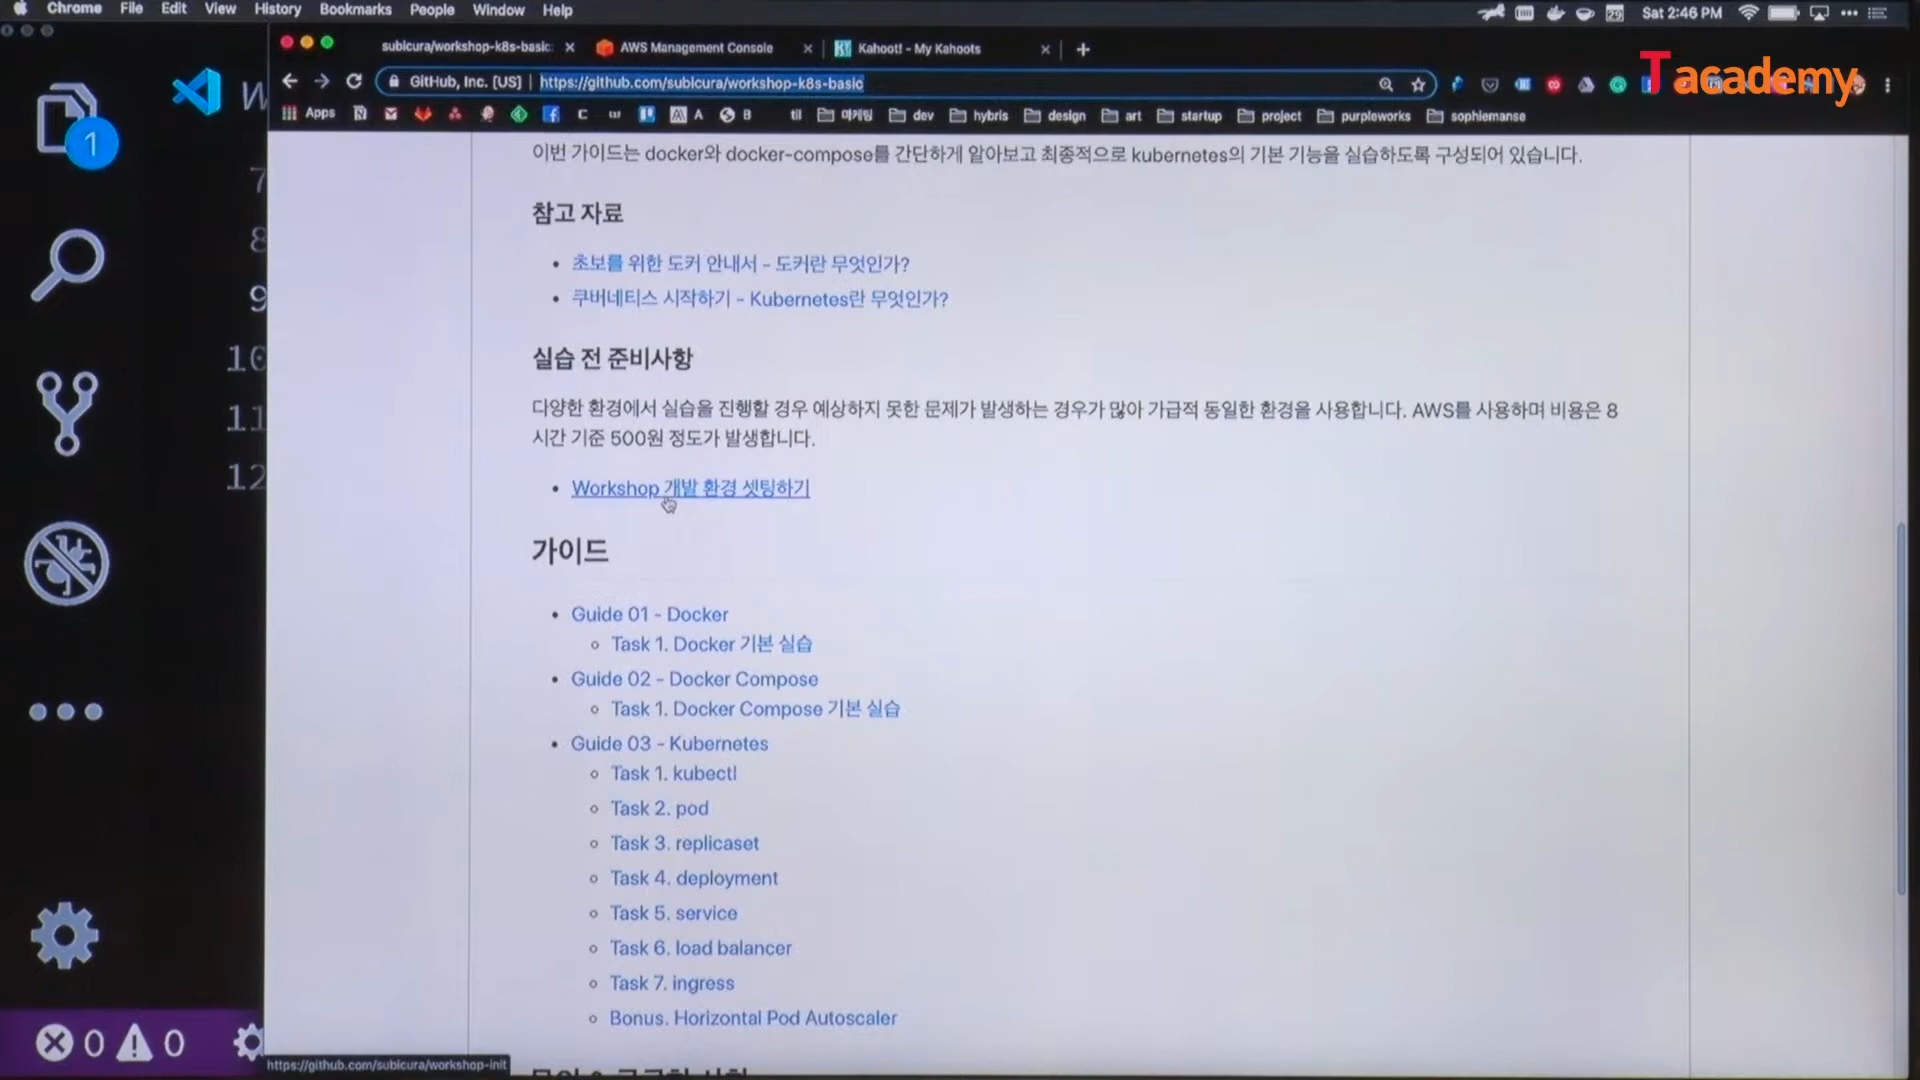 Chrome File Edit View History Bookmarks People Window Help
29 Sat 2:46 PM
subicura/workshop-k8s-basic AWS Management Console Kahoot! - My Kahoots
GitHub, Inc. [US] https://github.com/subicura/workshop-k8s-basic
Tacademy
Apps A B til 마케팅 dev hybris design art startup project purpleworks sophiemanse
이번 가이드는 docker와 docker-compose를 간단하게 알아보고 최종적으로 kubernetes의 기본 기능을 실습하도록 구성되어 있습니다.
참고 자료
초보를 위한 도커 안내서 - 도커란 무엇인가?
쿠버네티스 시작하기 - Kubernetes란 무엇인가?
실습 전 준비사항
다양한 환경에서 실습을 진행할 경우 예상하지 못한 문제가 발생하는 경우가 많아 가급적 동일한 환경을 사용합니다. AWS를 사용하며 비용은 8
시간 기준 500원 정도가 발생합니다.
Workshop 개발 환경 셋팅하기
가이드
Guide 01 - Docker
Task 1. Docker 기본 실습
Guide 02 - Docker Compose
Task 1. Docker Compose 기본 실습
Guide 03 - Kubernetes
Task 1. kubectl
Task 2. pod
Task 3. replicaset
Task 4. deployment
Task 5. service
Task 6. load balancer
Task 7. ingress
Bonus. Horizontal Pod Autoscaler
https://github.com/subicura/workshop-init
1
W
7
8
9
10
11
12
0 0